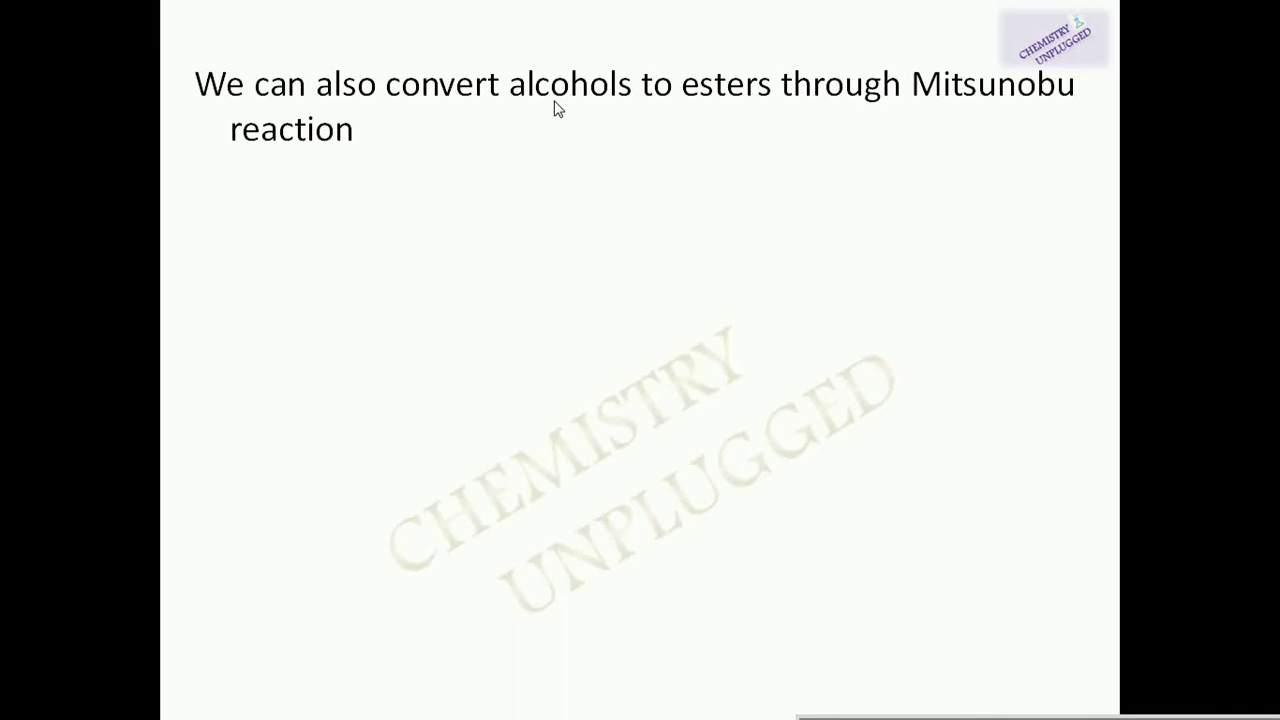 CHEMISTRY
UNPLUGGED
We can also convert alcohols to esters through Mitsunobu
reaction
CHEMISTRY
UNPLUGGED